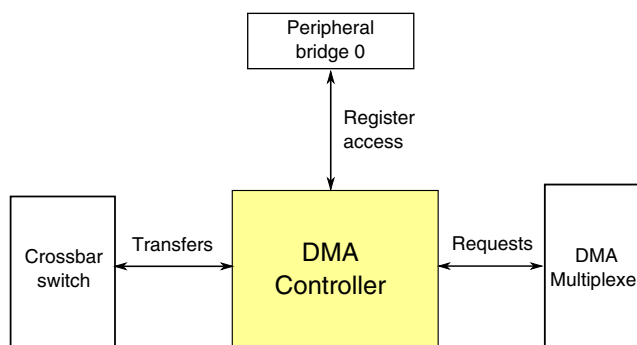 Peripheral
bridge 0
Register
access
Crossbar
switch
Transfers
DMA
Controller
Requests
DMA
Multiplexe